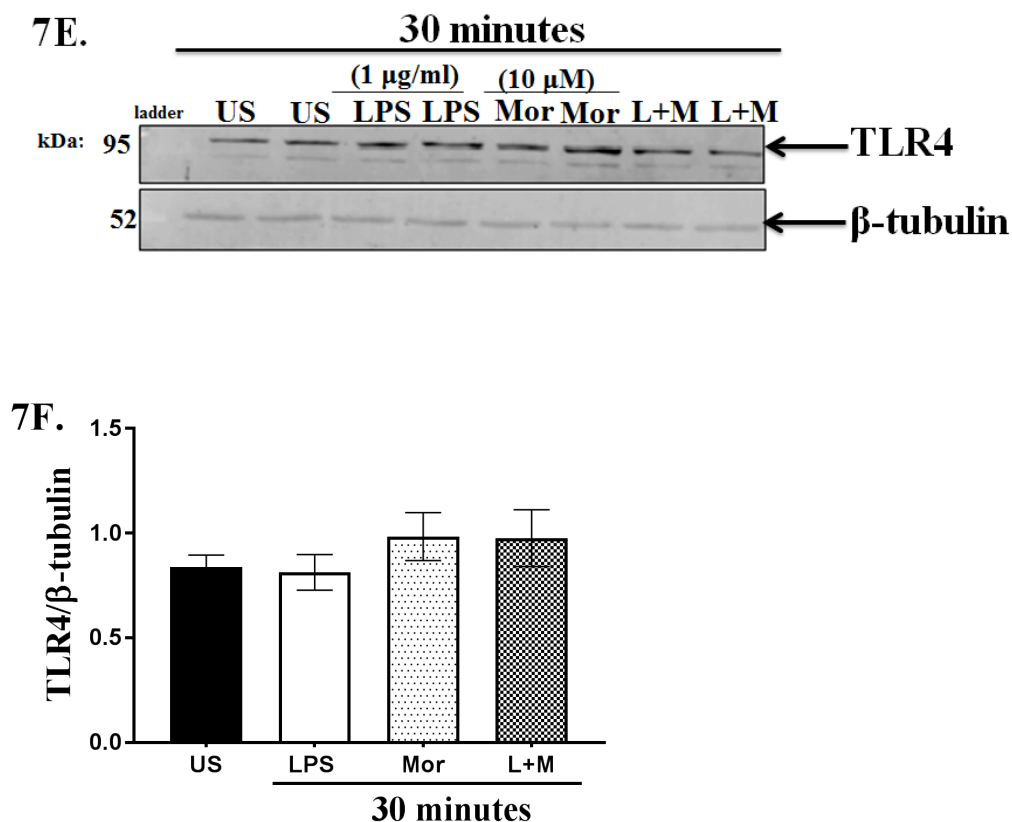 7E.
30 minutes
(1 μg/ml) (10 μM)
ladder US US LPS LPS Mor Mor L+M L+M
kDa: 95 TLR4
52 β-tubulin
7F.
TLR4/β-tubulin
1.5
1.0
0.5
0.0
US LPS Mor L+M
30 minutes